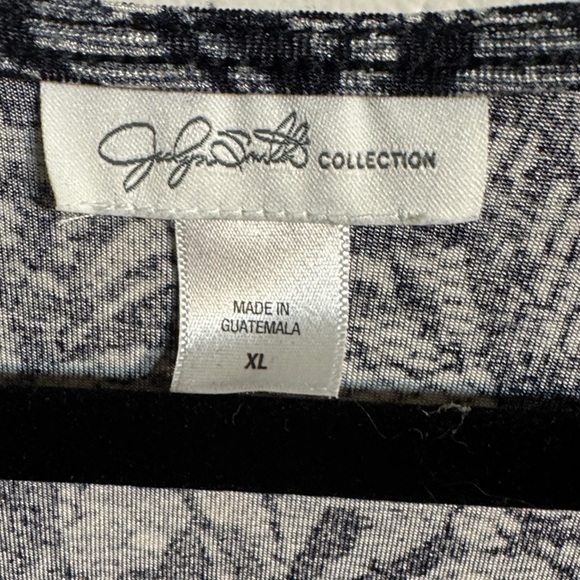 Jaclyn Smith COLLECTION
MADE IN
GUATEMALA
XL